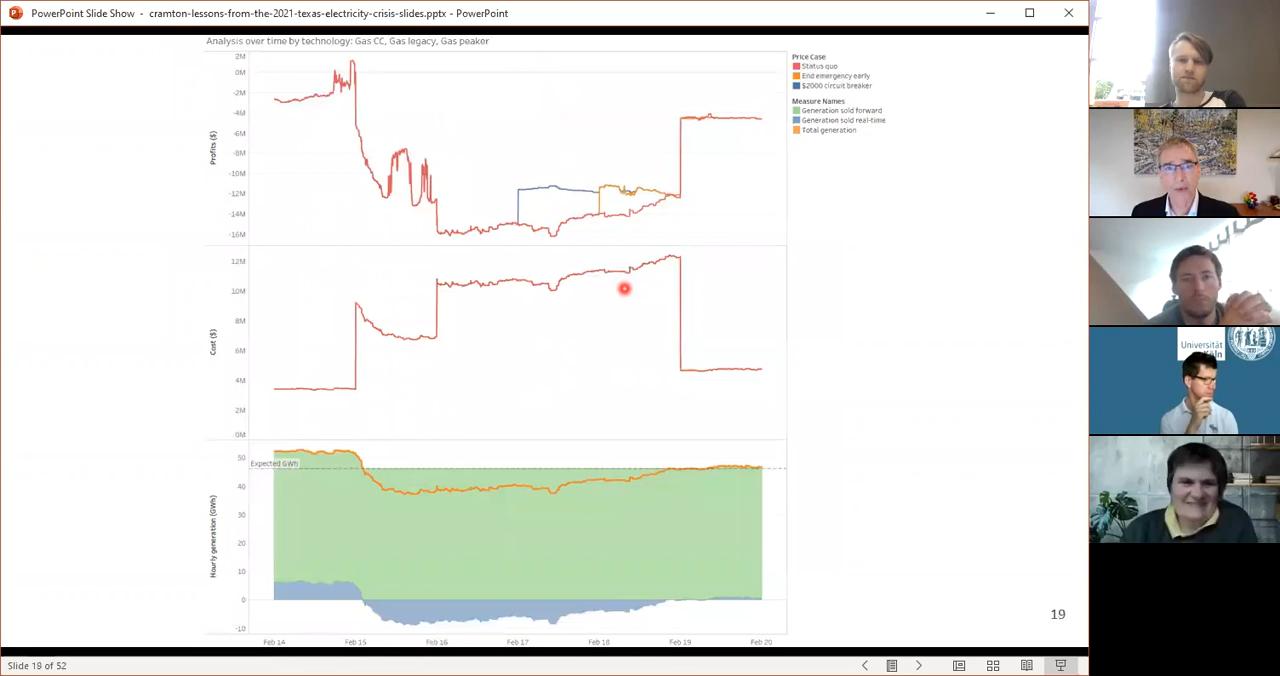 PowerPoint Slide Show - cramton-lessons-from-the-2021-texas-electricity-crisis-slides.pptx - PowerPoint
Analysis over time by technology: Gas CC, Gas legacy, Gas peaker
2M
0M
-2M
-4M
-6M
-8M
-10M
-12M
-14M
-16M
Profits ($)
12M
10M
8M
6M
4M
2M
0M
Cost ($)
50
40
30
20
10
0
-10
Hourly generation (GWh)
Expected GWh
Feb 14
Feb 15
Feb 16
Feb 17
Feb 18
Feb 19
Feb 20
Price Case
Status quo
End emergency early
$2000 circuit breaker
Measure Names
Generation sold forward
Generation sold real-time
Total generation
19
Slide 19 of 52
Universität
Köln